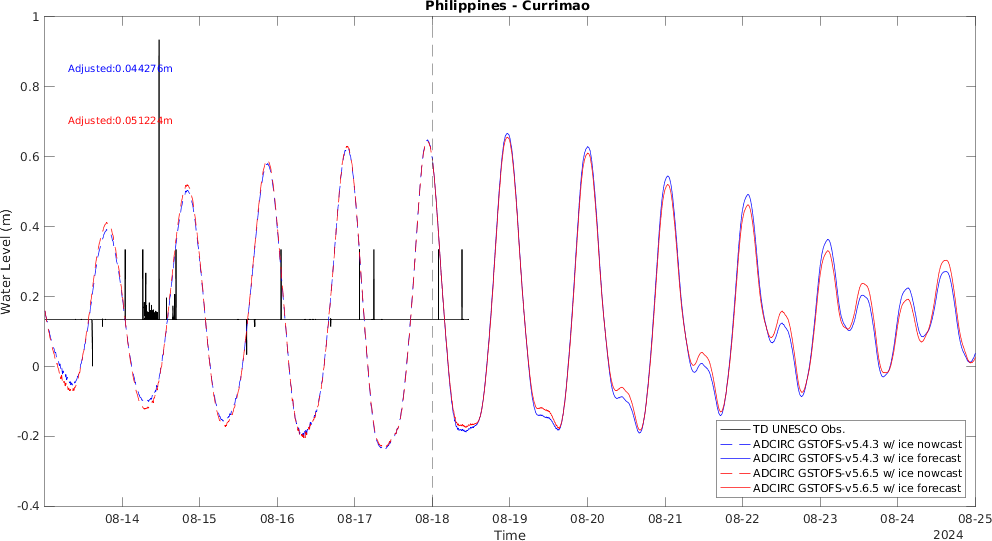 Philippines - Currimao
Water Level (m)
1
0.8
0.6
0.4
0.2
0
-0.2
-0.4
Adjusted:0.044276m
Adjusted:0.051224m
TD UNESCO Obs.
ADCIRC GSTOFS-v5.4.3 w/ ice nowcast
ADCIRC GSTOFS-v5.4.3 w/ ice forecast
ADCIRC GSTOFS-v5.6.5 w/ ice nowcast
ADCIRC GSTOFS-v5.6.5 w/ ice forecast
08-14 08-15 08-16 08-17 08-18 08-19 08-20 08-21 08-22 08-23 08-24 08-25
Time
2024